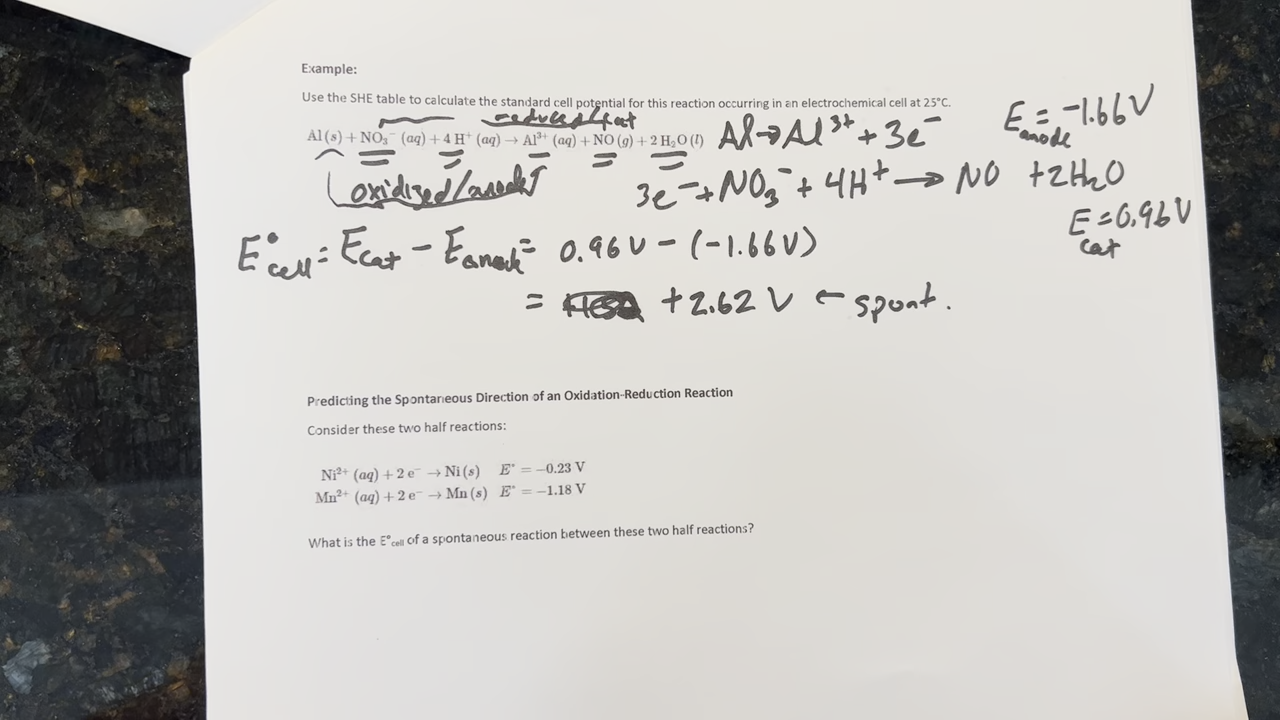 Example:
Use the SHE table to calculate the standard cell potential for this reaction occurring in an electrochemical cell at 25°C.
reduced/cat
Al (s) + NO₃⁻ (aq) + 4 H⁺ (aq) → Al³⁺ (aq) + NO (g) + 2 H₂O (l)
Al → Al³⁺ + 3e⁻
E anode = -1.66 V
oxidized/anode
3e⁻ + NO₃⁻ + 4H⁺ → NO + 2H₂O
E cat = 0.96 V
E°cell = Ecat - Eanode = 0.96 V - (-1.66 V)
= +2.62 V ← spont.
Predicting the Spontaneous Direction of an Oxidation-Reduction Reaction
Consider these two half reactions:
Ni²⁺ (aq) + 2 e⁻ → Ni (s) E° = −0.23 V
Mn²⁺ (aq) + 2 e⁻ → Mn (s) E° = −1.18 V
What is the E°cell of a spontaneous reaction between these two half reactions?